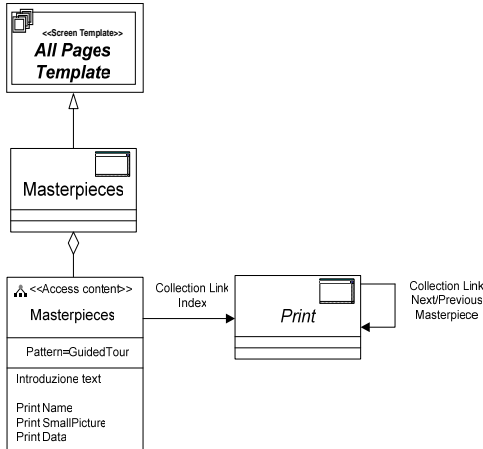 <<Screen Template>>
All Pages
Template
Masterpieces
<<Access content>>
Masterpieces
Pattern=GuidedTour
Introduzione text
Print Name
Print SmallPicture
Print Data
Collection Link
Index
Print
Collection Link
Next/Previous
Masterpiece